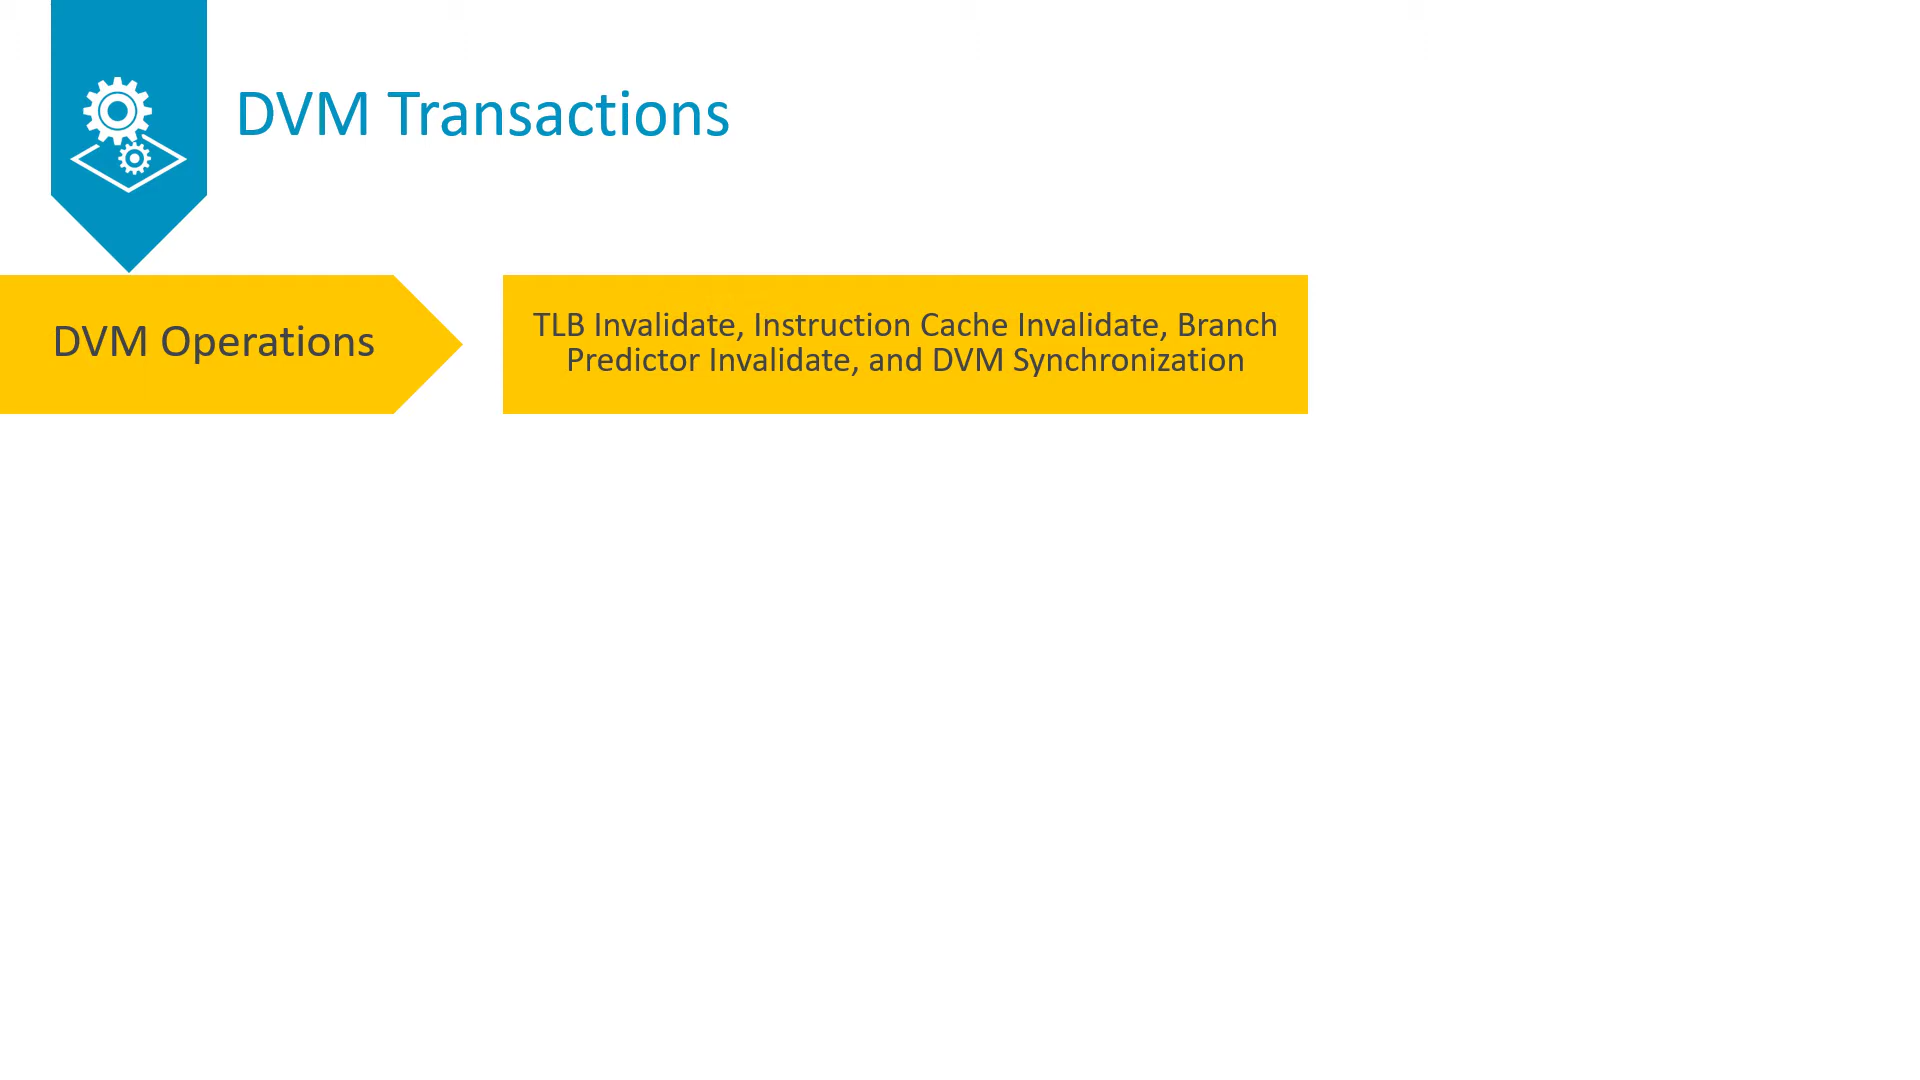 DVM Transactions
DVM Operations
TLB Invalidate, Instruction Cache Invalidate, Branch
Predictor Invalidate, and DVM Synchronization